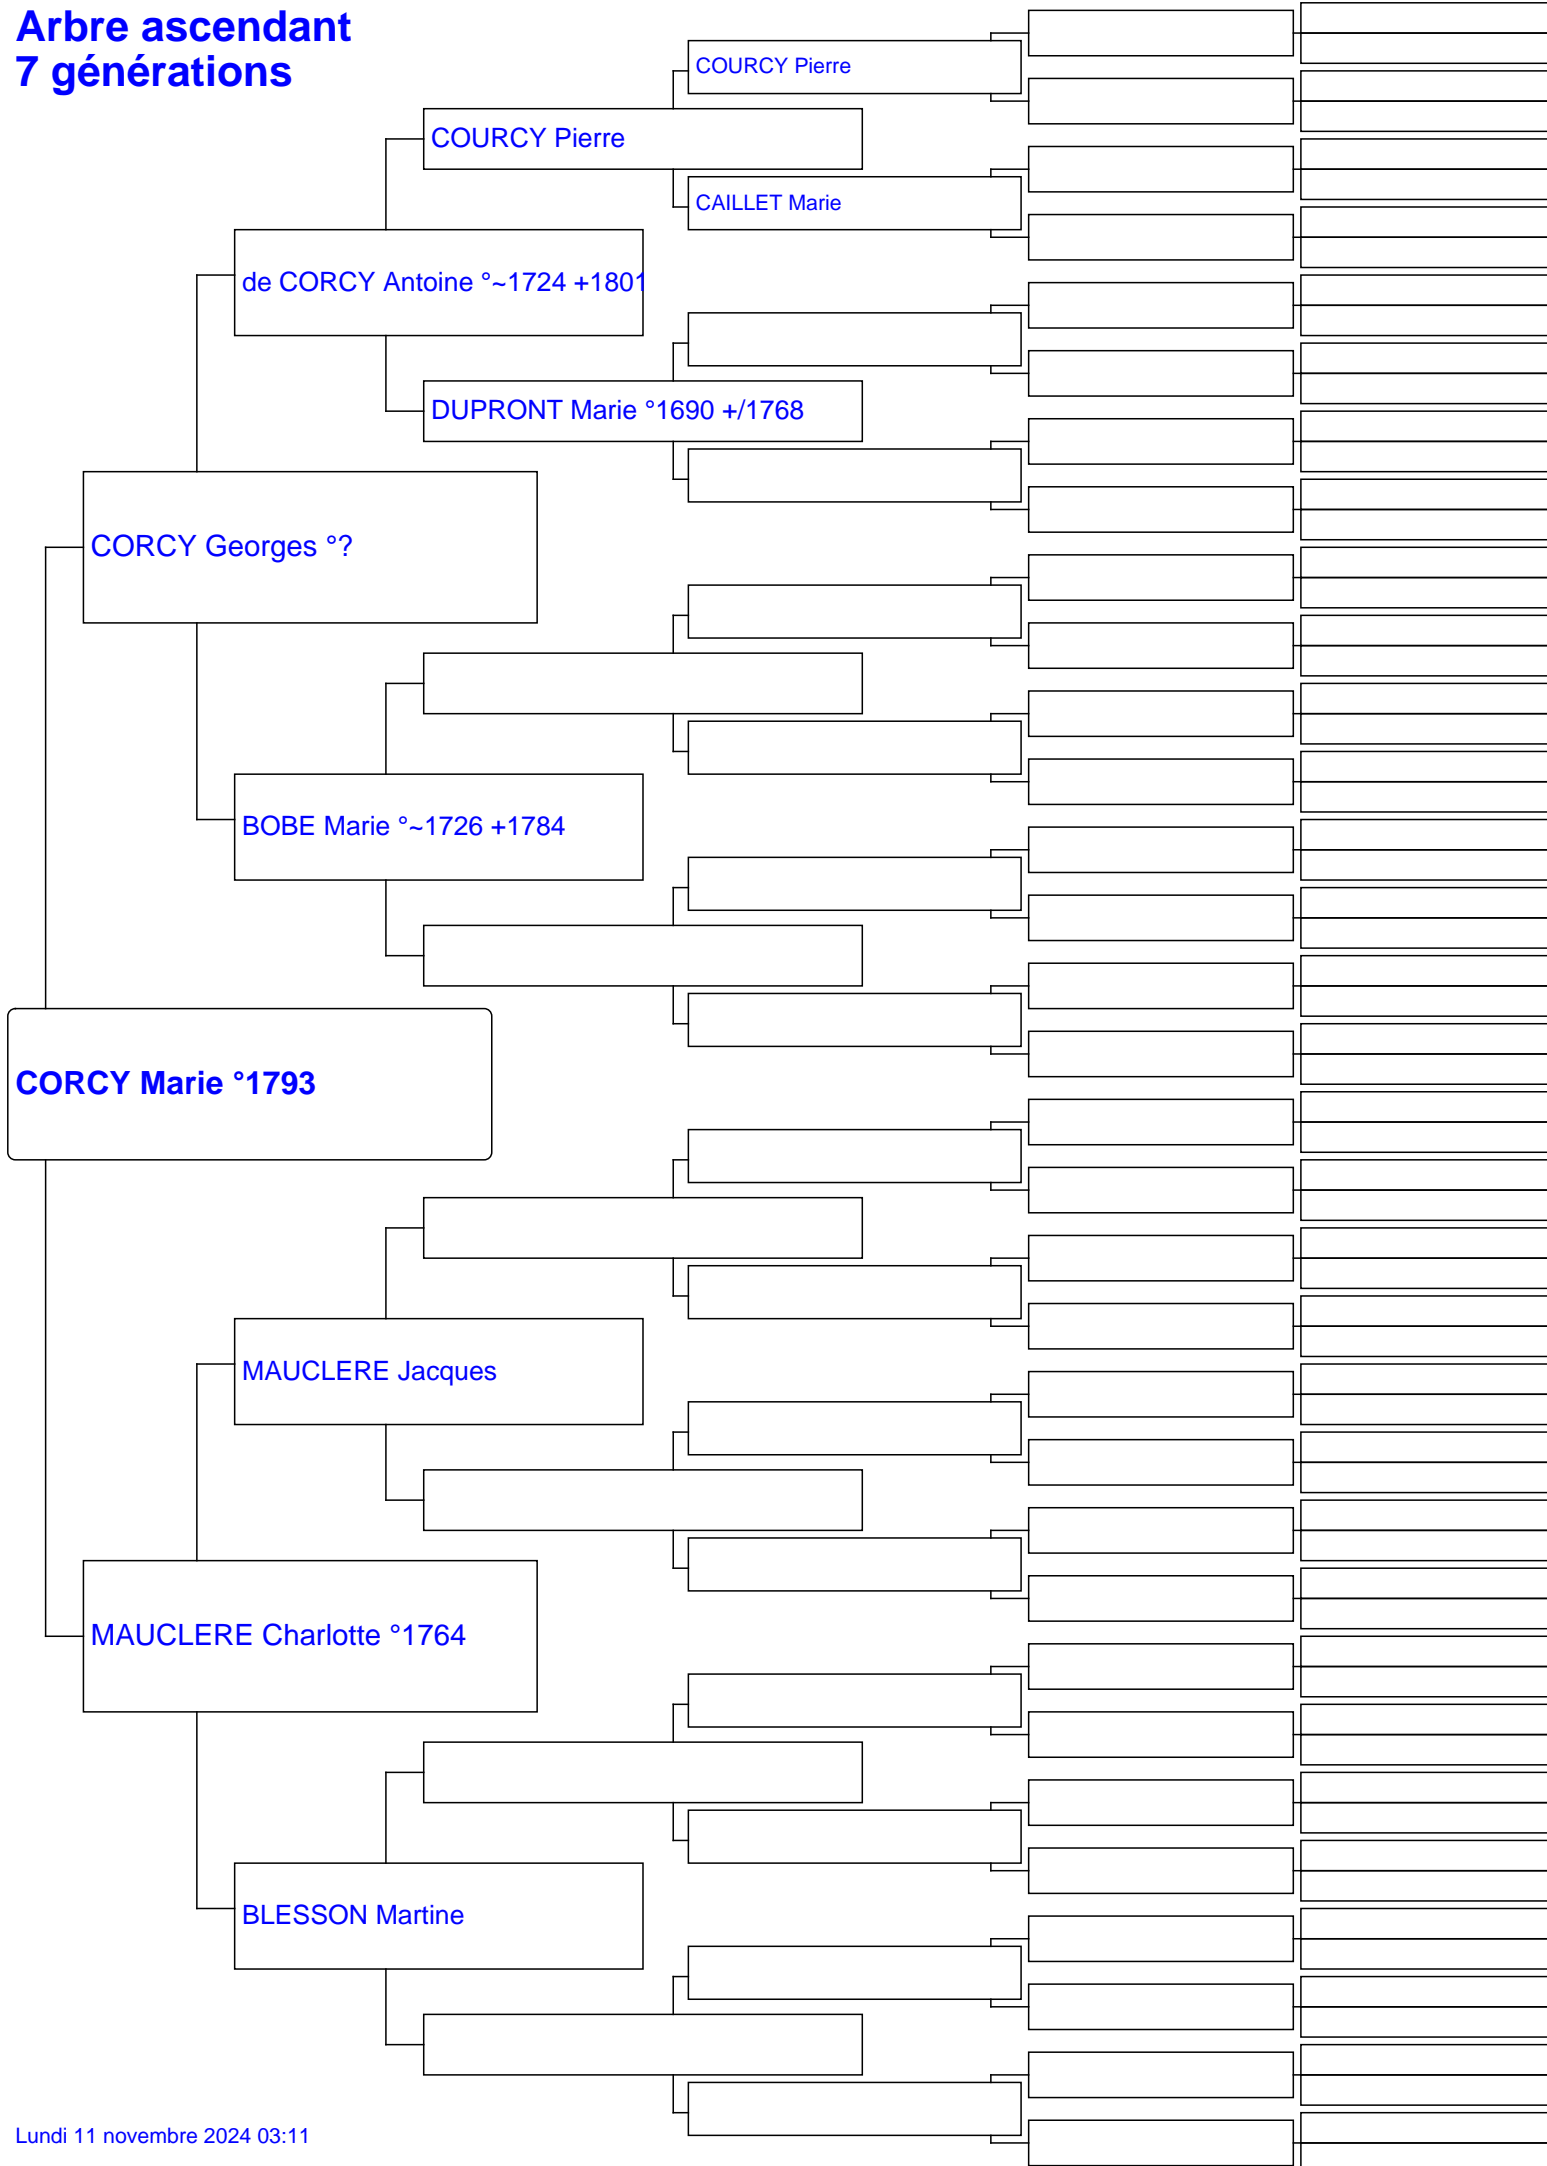 Arbre ascendant
7 générations
COURCY Pierre
COURCY Pierre
CAILLET Marie
de CORCY Antoine °~1724 +1801
DUPRONT Marie °1690 +/1768
CORCY Georges °?
BOBE Marie °~1726 +1784
CORCY Marie °1793
MAUCLERE Jacques
MAUCLERE Charlotte °1764
BLESSON Martine
Lundi 11 novembre 2024 03:11